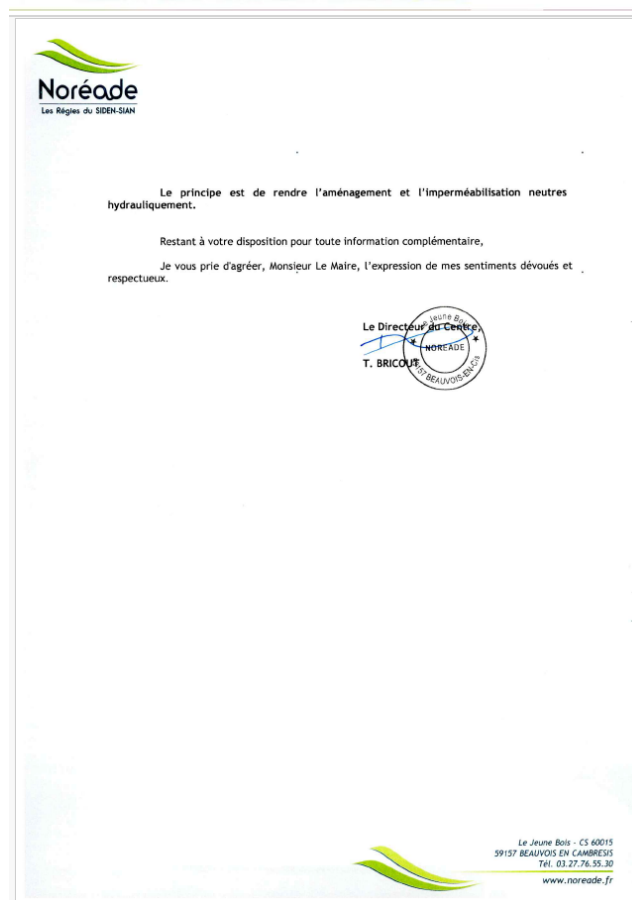 Noréade
Les Régies du SIDEN-SIAN
Le principe est de rendre l'aménagement et l'imperméabilisation neutres
hydrauliquement.
Restant à votre disposition pour toute information complémentaire,
Je vous prie d'agréer, Monsieur Le Maire, l'expression de mes sentiments dévoués et
respectueux.
Le Directeur du Centre,
Le Jeune Bois
NOREADE
59157 BEAUVOIS-EN-CIS
T. BRICOUT
Le Jeune Bois - CS 60015
59157 BEAUVOIS EN CAMBRESIS
Tél. 03.27.76.55.30
www.noreade.fr